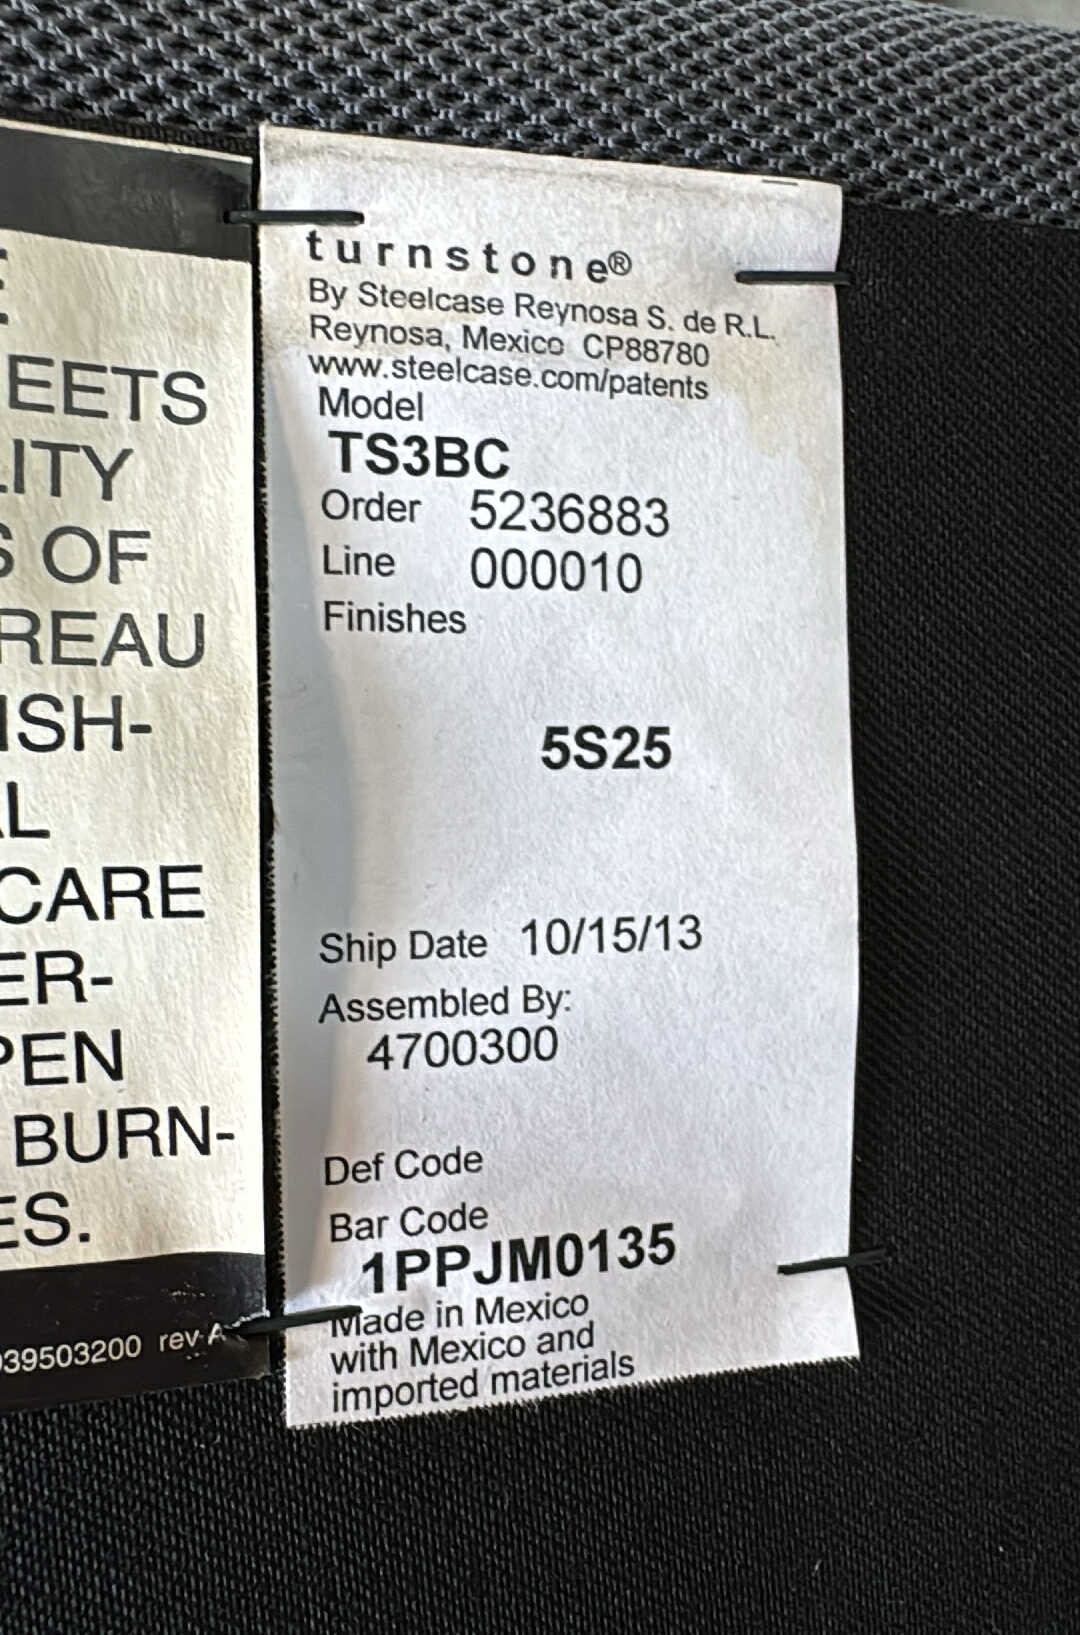 EETS
LITY
S OF
REAU
ISH-
AL
CARE
ER-
PEN
BURN-
ES.
39503200 rev A
turnstone®
By Steelcase Reynosa S. de R.L.
Reynosa, Mexico CP88780
www.steelcase.com/patents
Model
TS3BC
Order 5236883
Line 000010
Finishes
5S25
Ship Date 10/15/13
Assembled By:
4700300
Def Code
Bar Code
1PPJM0135
Made in Mexico
with Mexico and
imported materials